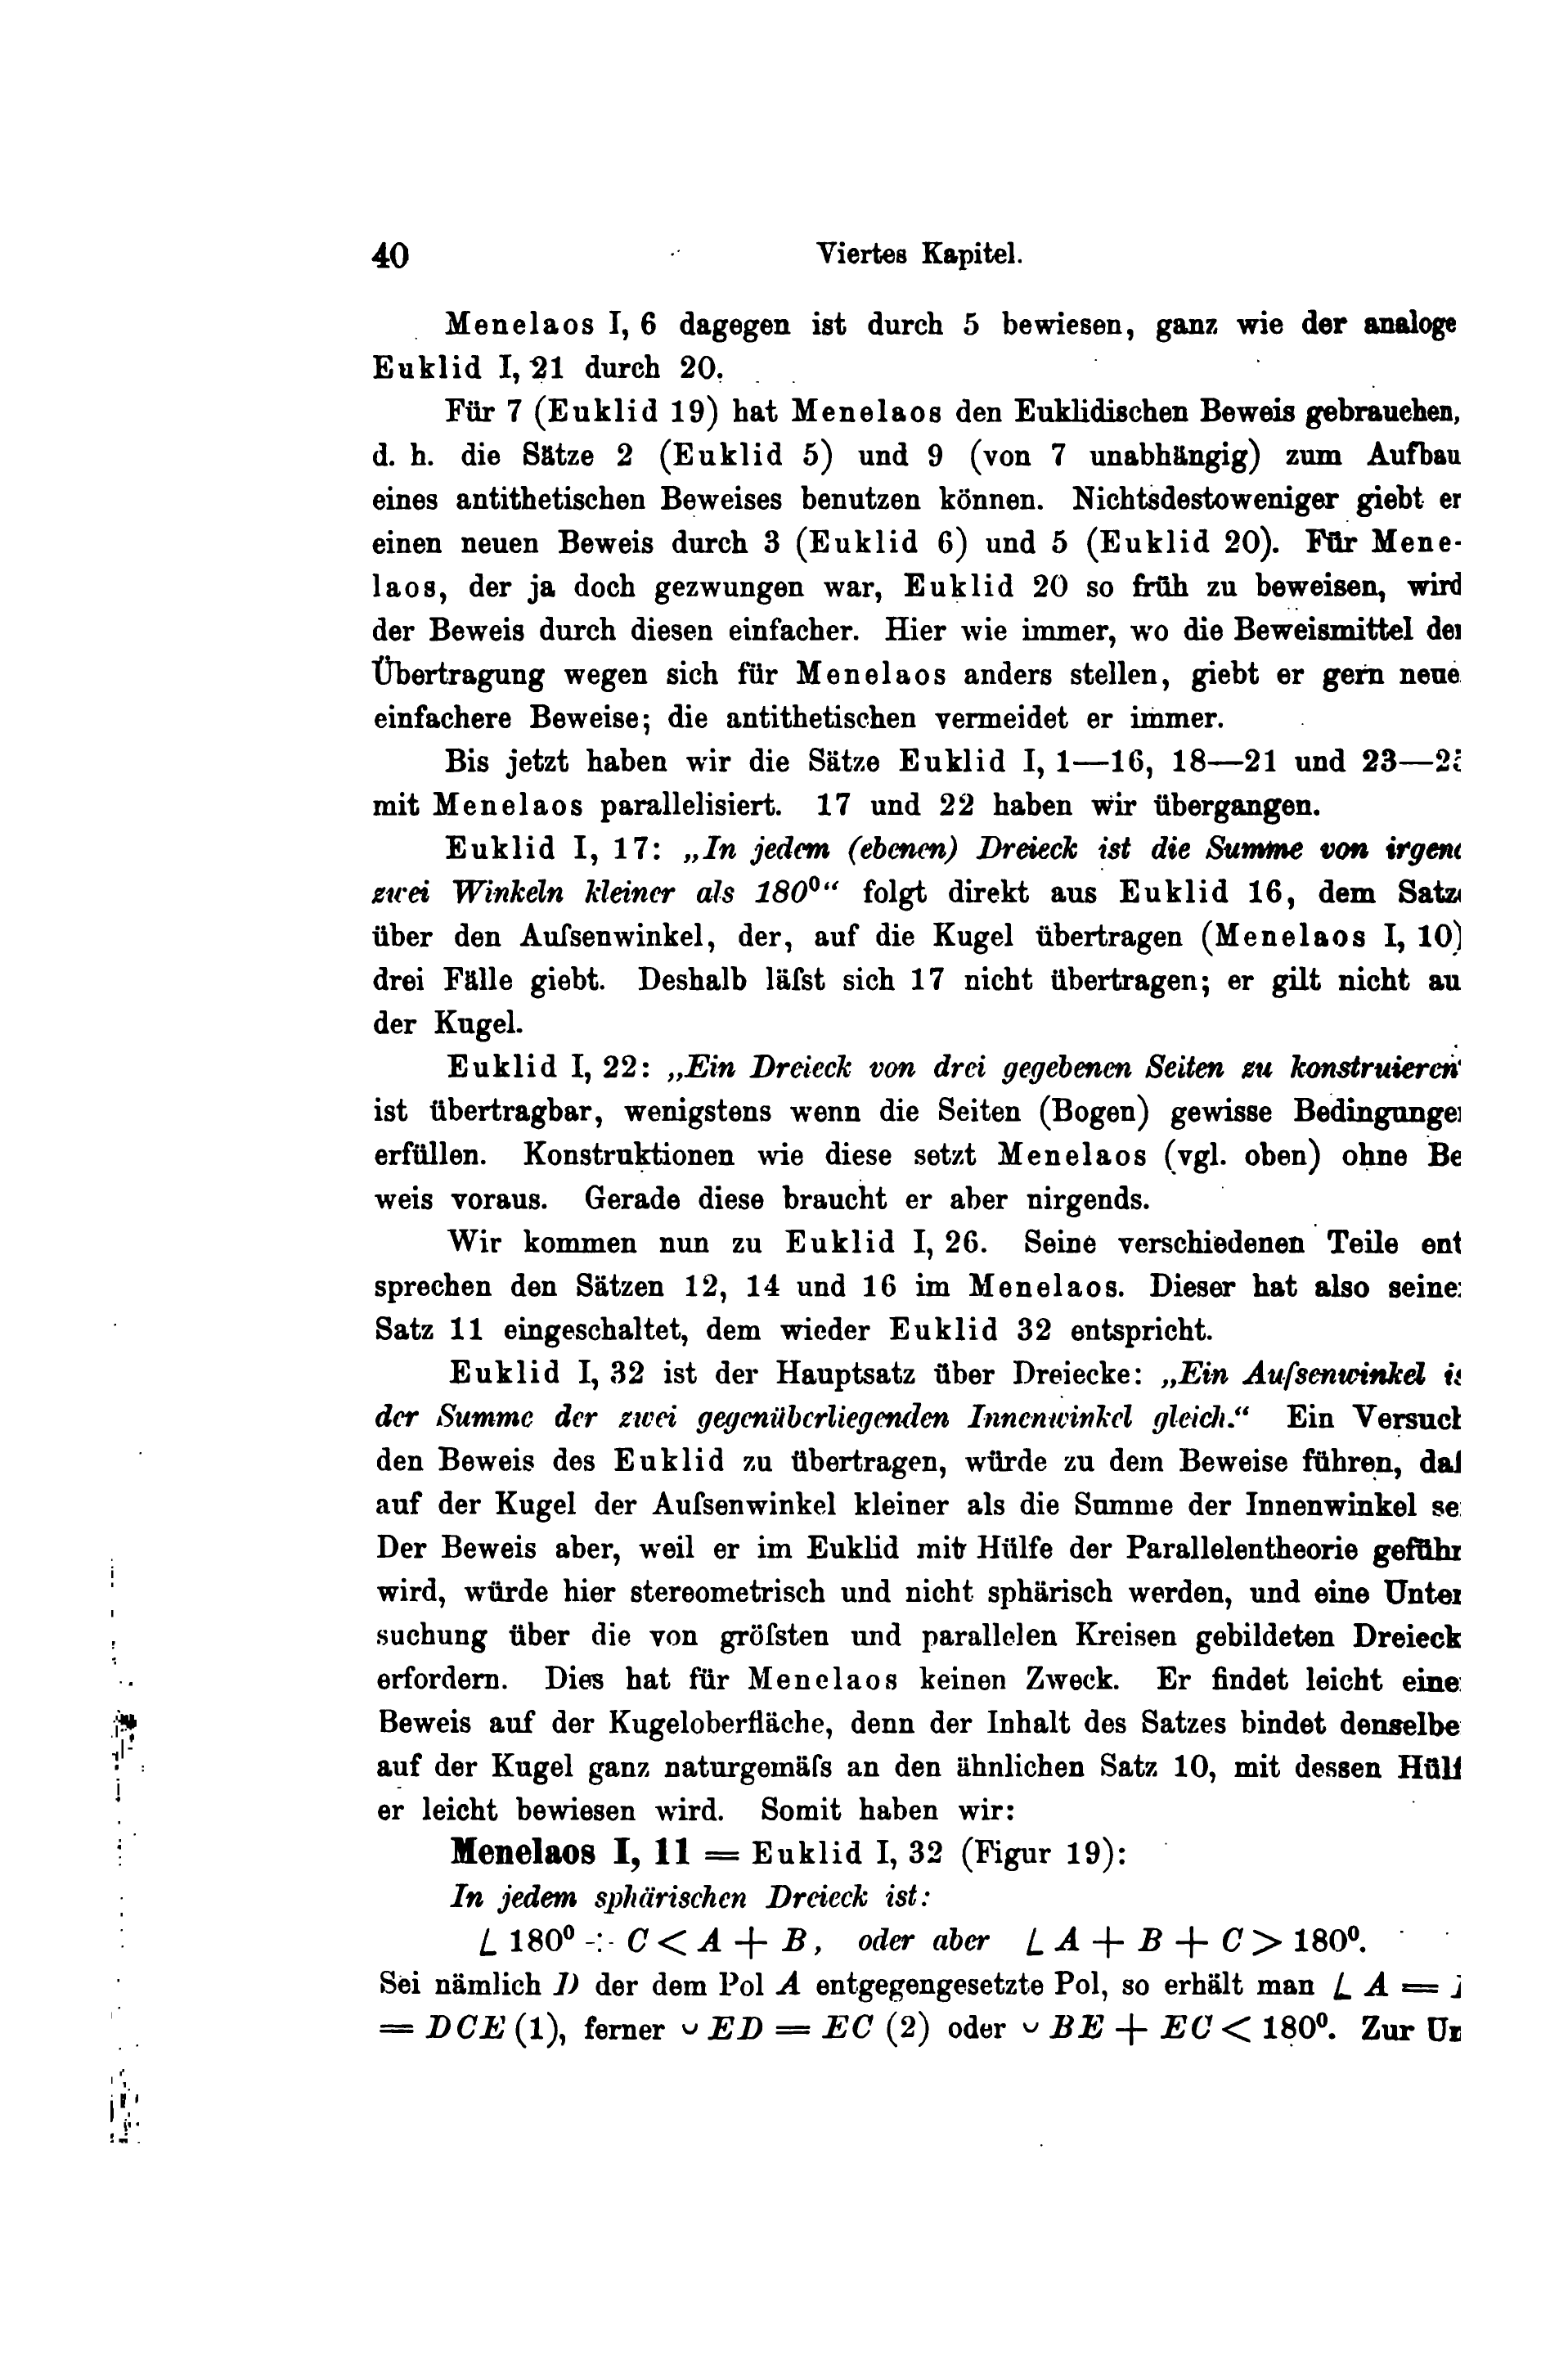 40 Viertes Kapitel.
Menelaos I, 6 dagegen ist durch 5 bewiesen, ganz wie der analoge
Euklid I, 21 durch 20.
Für 7 (Euklid 19) hat Menelaos den Euklidischen Beweis gebrauchen,
d. h. die Sätze 2 (Euklid 5) und 9 (von 7 unabhängig) zum Aufbau
eines antithetischen Beweises benutzen können. Nichtsdestoweniger giebt er
einen neuen Beweis durch 3 (Euklid 6) und 5 (Euklid 20). Für Mene-
laos, der ja doch gezwungen war, Euklid 20 so früh zu beweisen, wird
der Beweis durch diesen einfacher. Hier wie immer, wo die Beweismittel der
Übertragung wegen sich für Menelaos anders stellen, giebt er gern neue
einfachere Beweise; die antithetischen vermeidet er immer.
Bis jetzt haben wir die Sätze Euklid I, 1—16, 18—21 und 23—25
mit Menelaos parallelisiert. 17 und 22 haben wir übergangen.
Euklid I, 17: „In jedem (ebenen) Dreieck ist die Summe von irgend
zwei Winkeln kleiner als 180⁰“ folgt direkt aus Euklid 16, dem Satze
über den Auſsenwinkel, der, auf die Kugel übertragen (Menelaos I, 10)
drei Fälle giebt. Deshalb läſst sich 17 nicht übertragen; er gilt nicht au
der Kugel.
Euklid I, 22: „Ein Dreieck von drei gegebenen Seiten zu konstruieren“
ist übertragbar, wenigstens wenn die Seiten (Bogen) gewisse Bedingungen
erfüllen. Konstruktionen wie diese setzt Menelaos (vgl. oben) ohne Be
weis voraus. Gerade diese braucht er aber nirgends.
Wir kommen nun zu Euklid I, 26. Seine verschiedenen Teile ent
sprechen den Sätzen 12, 14 und 16 im Menelaos. Dieser hat also seine
Satz 11 eingeschaltet, dem wieder Euklid 32 entspricht.
Euklid I, 32 ist der Hauptsatz über Dreiecke: „Ein Auſsenwinkel is
der Summe der zwei gegenüberliegenden Innenwinkel gleich.“ Ein Versuch
den Beweis des Euklid zu übertragen, würde zu dem Beweise führen, daſ
auf der Kugel der Auſsenwinkel kleiner als die Summe der Innenwinkel se
Der Beweis aber, weil er im Euklid mit Hülfe der Parallelentheorie geführ
wird, würde hier stereometrisch und nicht sphärisch werden, und eine Unter
suchung über die von gröſsten und parallelen Kreisen gebildeten Dreieck
erfordern. Dies hat für Menelaos keinen Zweck. Er findet leicht eine
Beweis auf der Kugeloberfläche, denn der Inhalt des Satzes bindet denselbe
auf der Kugel ganz naturgemäſs an den ähnlichen Satz 10, mit dessen Hülf
er leicht bewiesen wird. Somit haben wir:
Menelaos I, 11 = Euklid I, 32 (Figur 19):
In jedem sphärischen Dreieck ist:
∠ 180⁰ -:- C < A + B, oder aber ∠ A + B + C > 180⁰.
Sei nämlich D der dem Pol A entgegengesetzte Pol, so erhält man ∠ A =
= DCE (1), ferner ᴗ ED = EC (2) oder ᴗ BE + EC < 180⁰. Zur Un